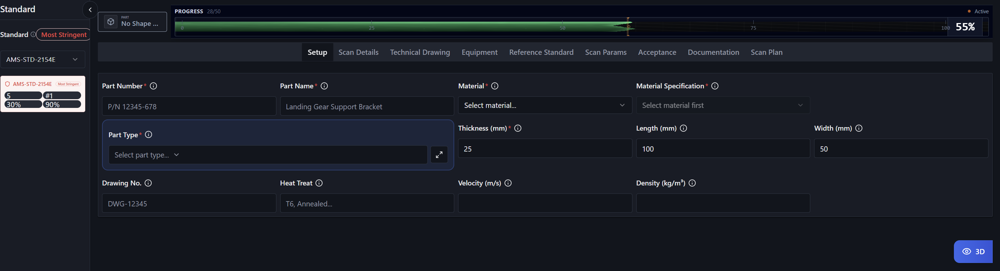 Standard
Standard
Most Stringent
AMS-STD-2154E
AMS-STD-2154E
Most Stringent
5
#1
30%
90%
PART
No Shape ...
PROGRESS 28/50
Active
0
25
50
75
100
55%
Setup
Scan Details
Technical Drawing
Equipment
Reference Standard
Scan Params
Acceptance
Documentation
Scan Plan
Part Number*
Part Name*
Material*
Material Specification*
P/N 12345-678
Landing Gear Support Bracket
Select material...
Select material first
Part Type*
Select part type...
Thickness (mm)*
Length (mm)
Width (mm)
25
100
50
Drawing No.
Heat Treat
Velocity (m/s)
Density (kg/m³)
DWG-12345
T6, Annealed...
3D